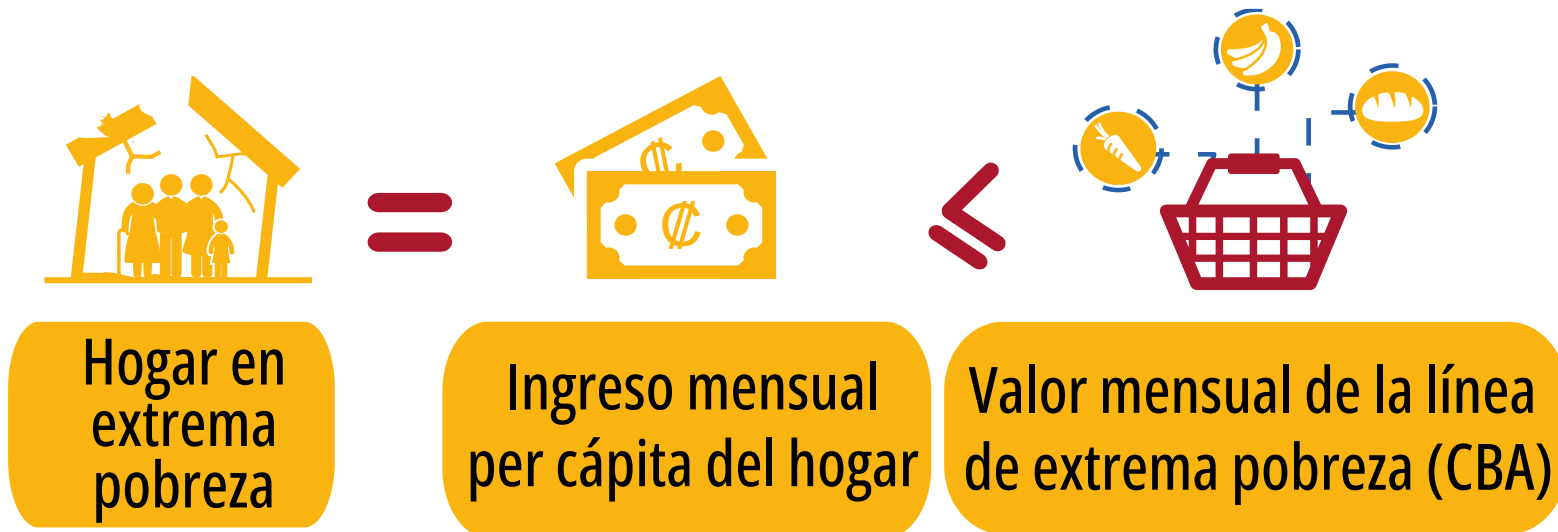 ₡
₡
=
≤
Hogar en
extrema
pobreza
Ingreso mensual
per cápita del hogar
Valor mensual de la línea
de extrema pobreza (CBA)